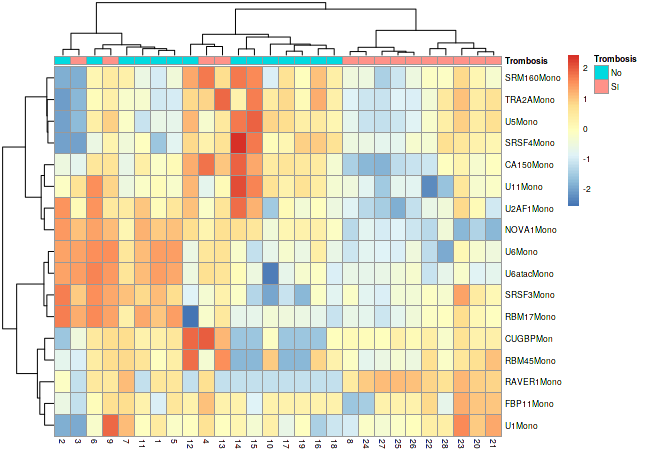 Trombosis
Trombosis
No
SI
2
1
0
-1
-2
SRM160Mono
TRA2AMono
U5Mono
SRSF4Mono
CA150Mono
U11Mono
U2AF1Mono
NOVA1Mono
U6Mono
U6atacMono
SRSF3Mono
RBM17Mono
CUGBPMon
RBM45Mono
RAVER1Mono
FBP11Mono
U1Mono
2 3 6 9 7 11 1 5 12 4 13 14 15 10 17 19 16 18 8 24 27 25 26 22 28 23 20 21